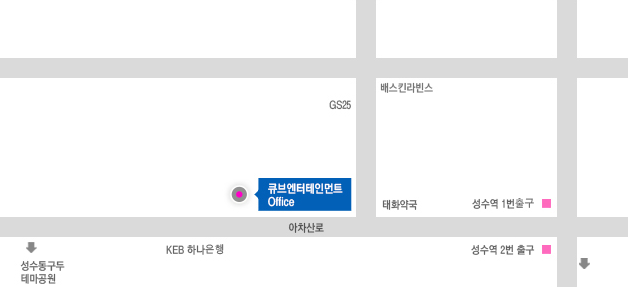 배스킨라빈스
GS25
큐브엔터테인먼트
Office
태화약국
성수역 1번출구
아차산로
KEB 하나은행
성수역 2번 출구
성수동구두
테마공원